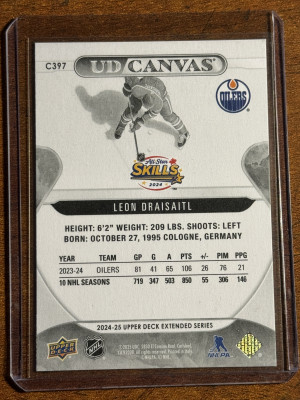 C397
UD CANVAS
OILERS
All-Star
SKILLS
2024
LEON DRAISAITL
HEIGHT: 6'2" WEIGHT: 209 LBS. SHOOTS: LEFT
BORN: OCTOBER 27, 1995 COLOGNE, GERMANY
YEAR TEAM GP G A PTS +/- PIM PPG
2023-24 OILERS 81 41 65 106 26 76 21
10 NHL SEASONS 719 347 503 850 55 306 146
2024-25 UPPER DECK EXTENDED SERIES
UPPER DECK
NHL
NHLPA